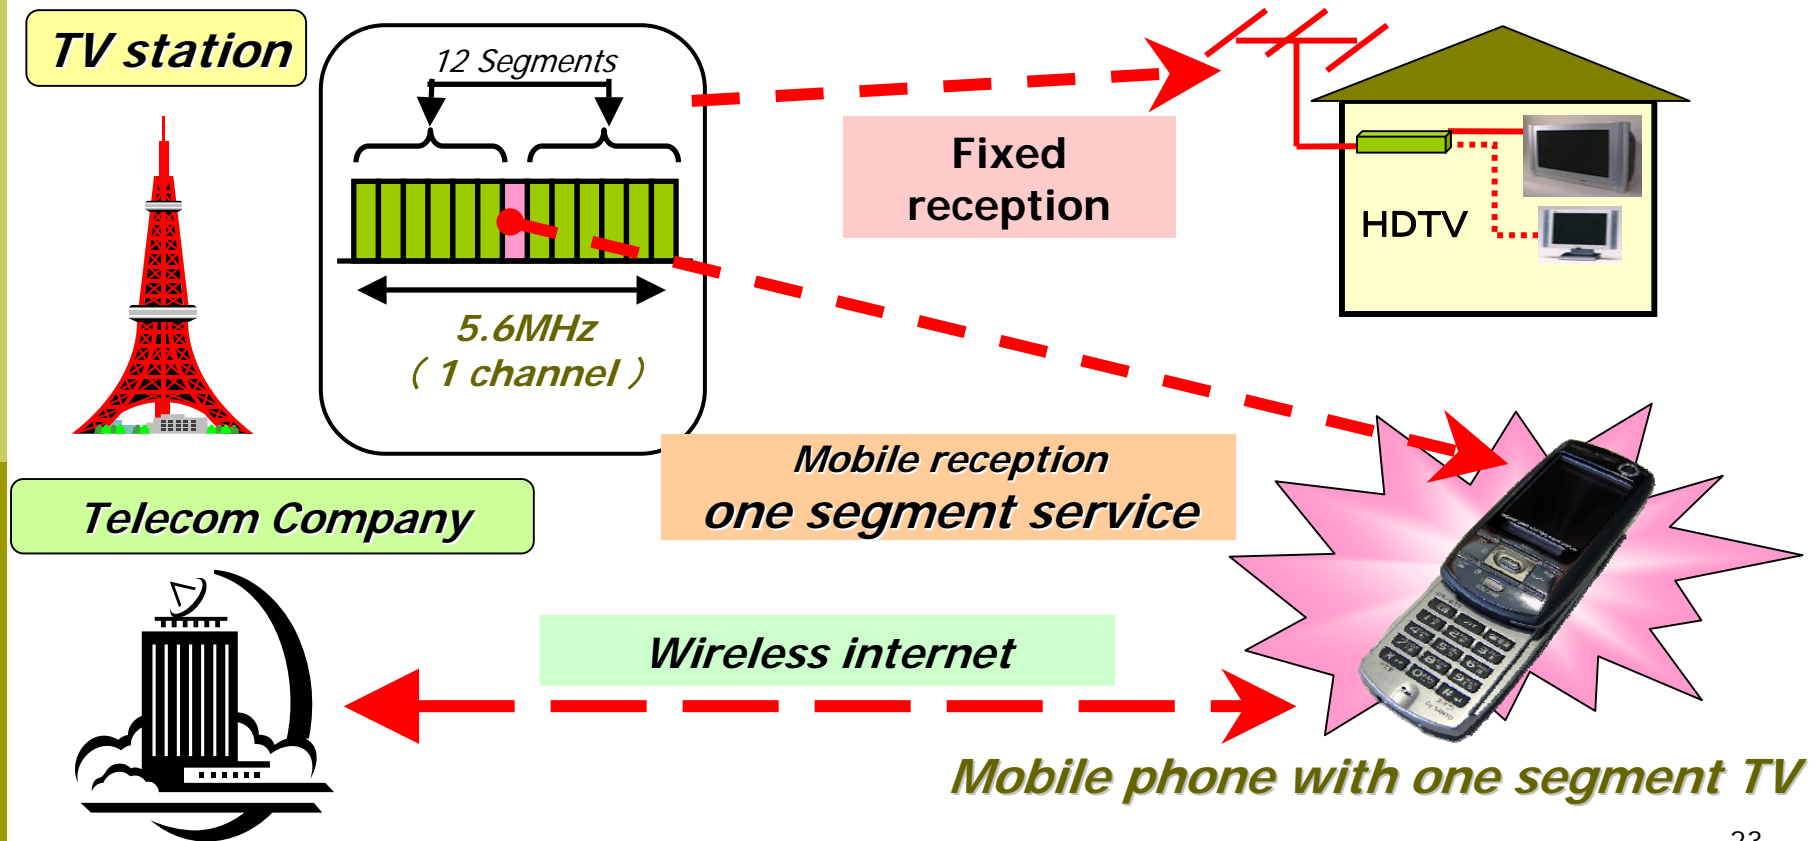 TV station
12 Segments
5.6MHz
（ 1 channel ）
Fixed
reception
HDTV
Mobile reception
one segment service
Telecom Company
Wireless internet
Mobile phone with one segment TV
23